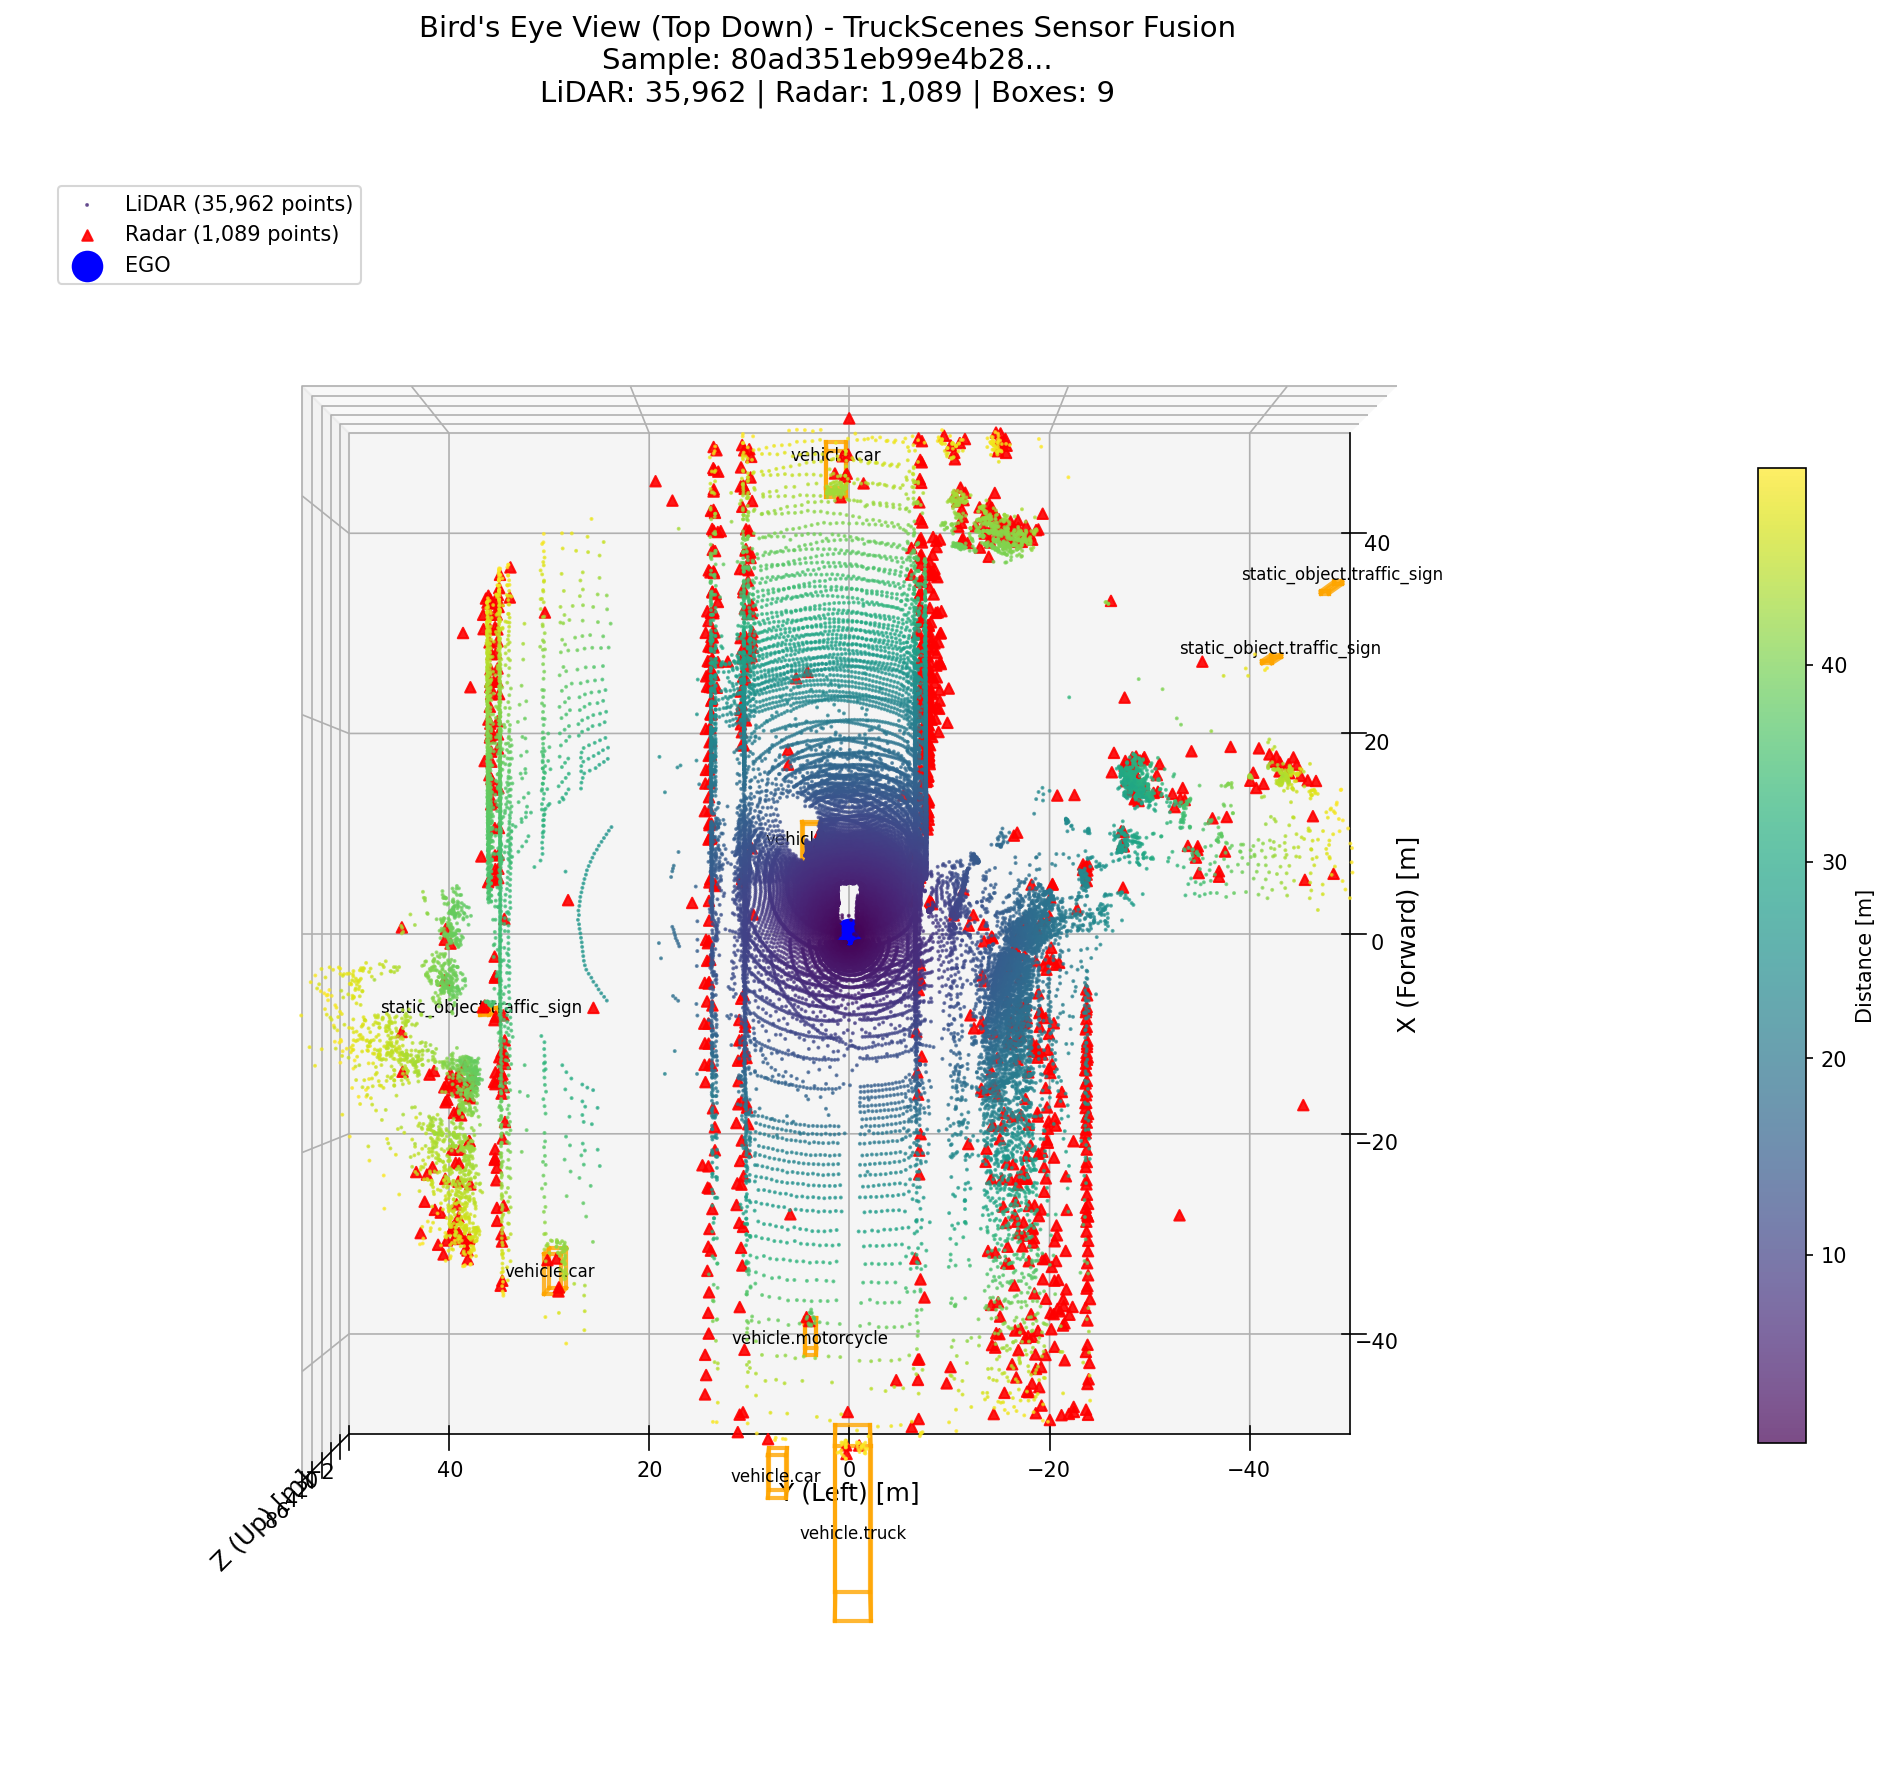 Bird's Eye View (Top Down) - TruckScenes Sensor Fusion
Sample: 80ad351eb99e4b28...
LiDAR: 35,962 | Radar: 1,089 | Boxes: 9
LiDAR (35,962 points)
Radar (1,089 points)
EGO
vehicle.car
40
static_object.traffic_sign
static_object.traffic_sign
20
0
−20
−40
X (Forward) [m]
static_object.traffic_sign
vehicle.car
vehicle.motorcycle
40
20
0
−20
−40
vehicle.car
Y (Left) [m]
vehicle.truck
Z (Up) [m]
40
30
20
10
Distance [m]